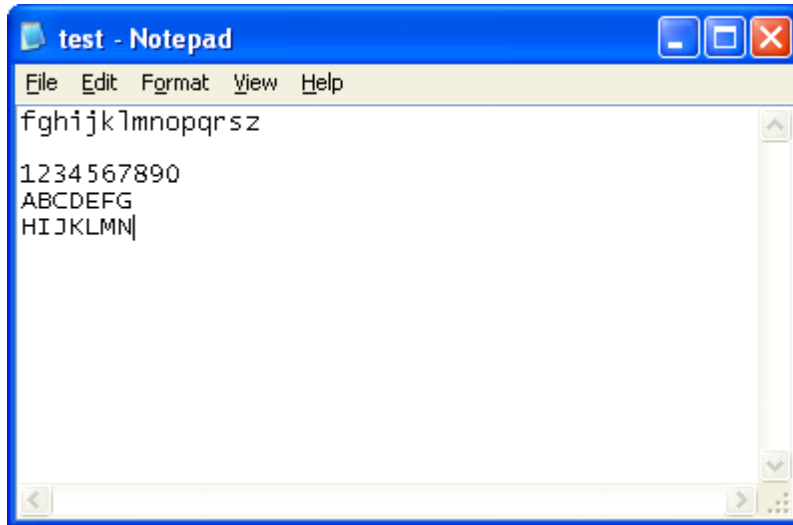 test - Notepad
File Edit Format View Help
fghijklmnopqrsz
1234567890
ABCDEFG
HIJKLMN